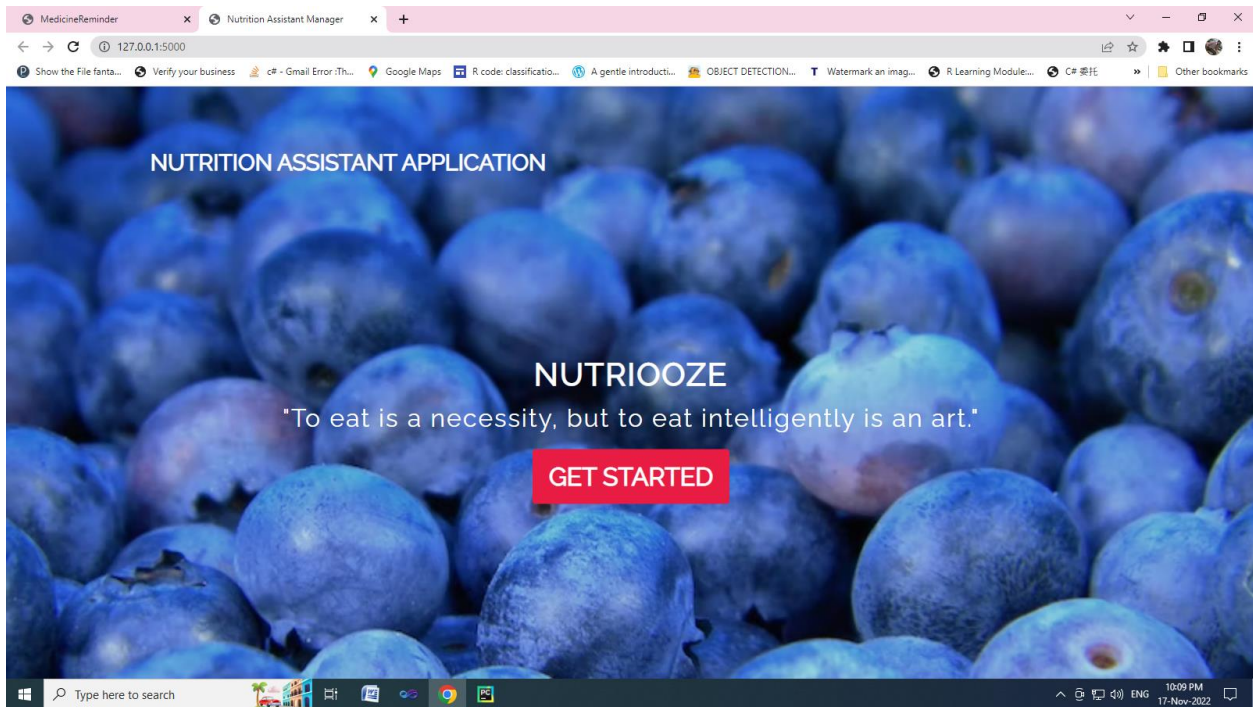 MedicineReminder
Nutrition Assistant Manager
127.0.0.1:5000
Show the File fanta...
Verify your business
c# - Gmail Error :Th...
Google Maps
R code: classificatio...
A gentle introducti...
OBJECT DETECTION...
T Watermark an imag...
R Learning Module:...
C# 委托
»
Other bookmarks
NUTRITION ASSISTANT APPLICATION
NUTRIOOZE
"To eat is a necessity, but to eat intelligently is an art."
GET STARTED
Type here to search
PC
ENG
10:09 PM
17-Nov-2022